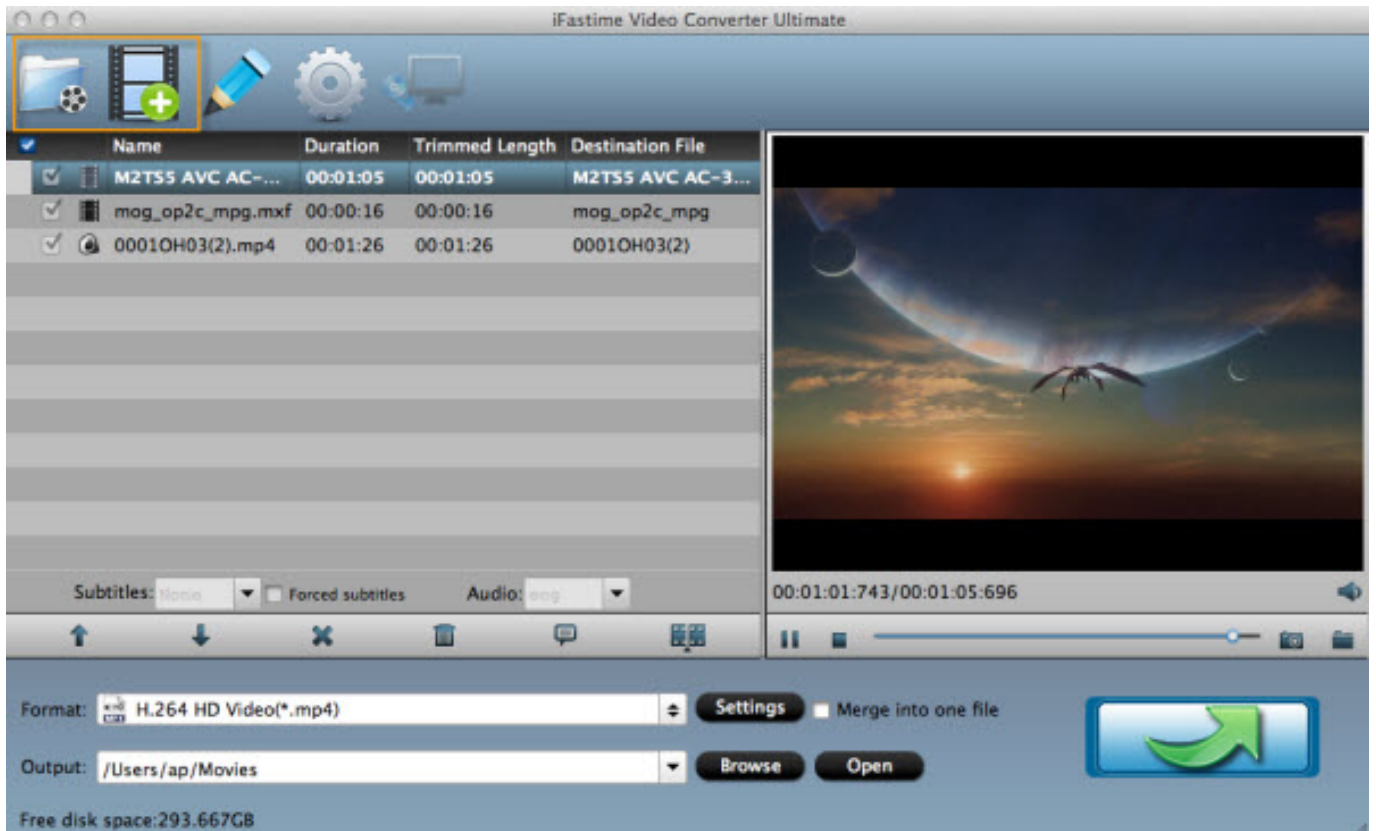 iFastime Video Converter Ultimate
Name Duration Trimmed Length Destination File
M2TS5 AVC AC-... 00:01:05 00:01:05 M2TS5 AVC AC-3...
mog_op2c_mpg.mxf 00:00:16 00:00:16 mog_op2c_mpg
0001OH03(2).mp4 00:01:26 00:01:26 0001OH03(2)
Subtitles: None Forced subtitles Audio: eng
00:01:01:743/00:01:05:696
Format: H.264 HD Video(*.mp4) Settings Merge into one file
Output: /Users/ap/Movies Browse Open
Free disk space:293.667GB